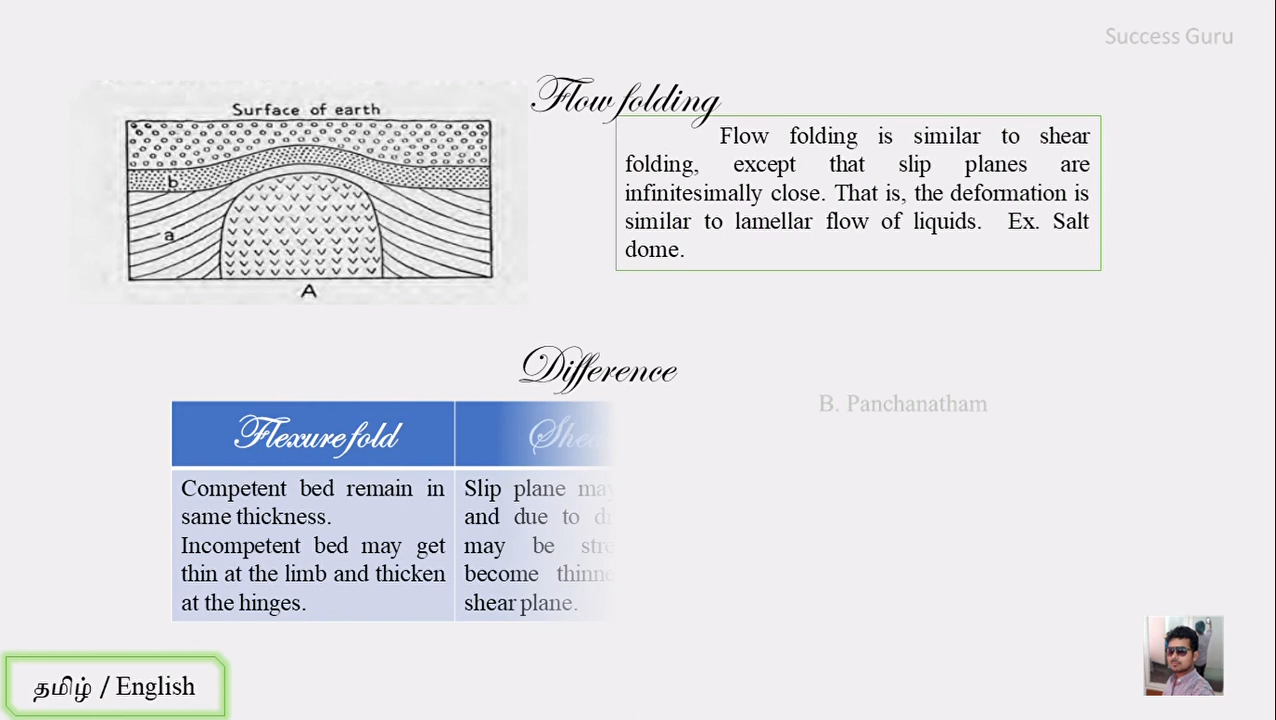 Success Guru
Surface of earth
b
a
A
Flow folding
Flow folding is similar to shear
folding, except that slip planes are
infinitesimally close. That is, the deformation is
similar to lamellar flow of liquids. Ex. Salt
dome.
Difference
B. Panchanatham
Flexure fold
Competent bed remain in
same thickness.
Incompetent bed may get
thin at the limb and thicken
at the hinges.
Slip plane may
and due to
may be
become
shear plane.
தமிழ் / English